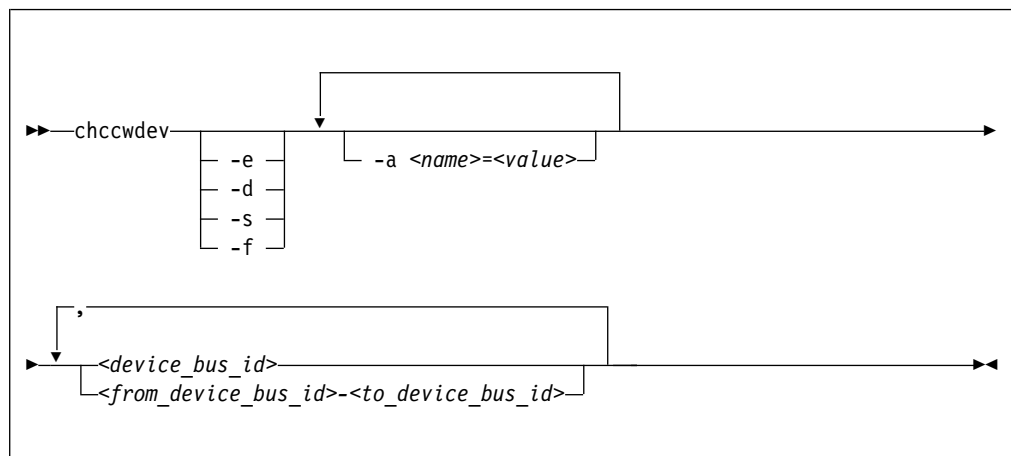 chccwdev
-e
-d
-s
-f
-a <name>=<value>
,
<device_bus_id>
<from_device_bus_id>-<to_device_bus_id>